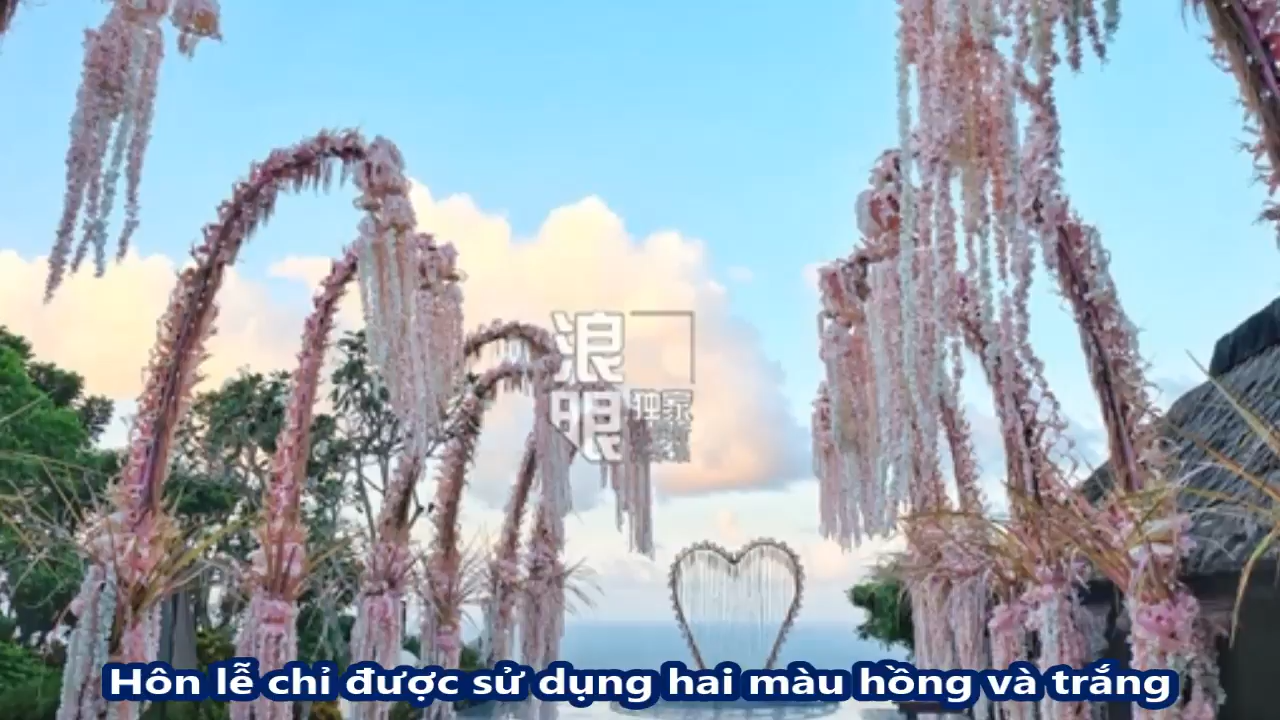 浪
眼
独家
Hôn lễ chỉ được sử dụng hai màu hồng và trắng